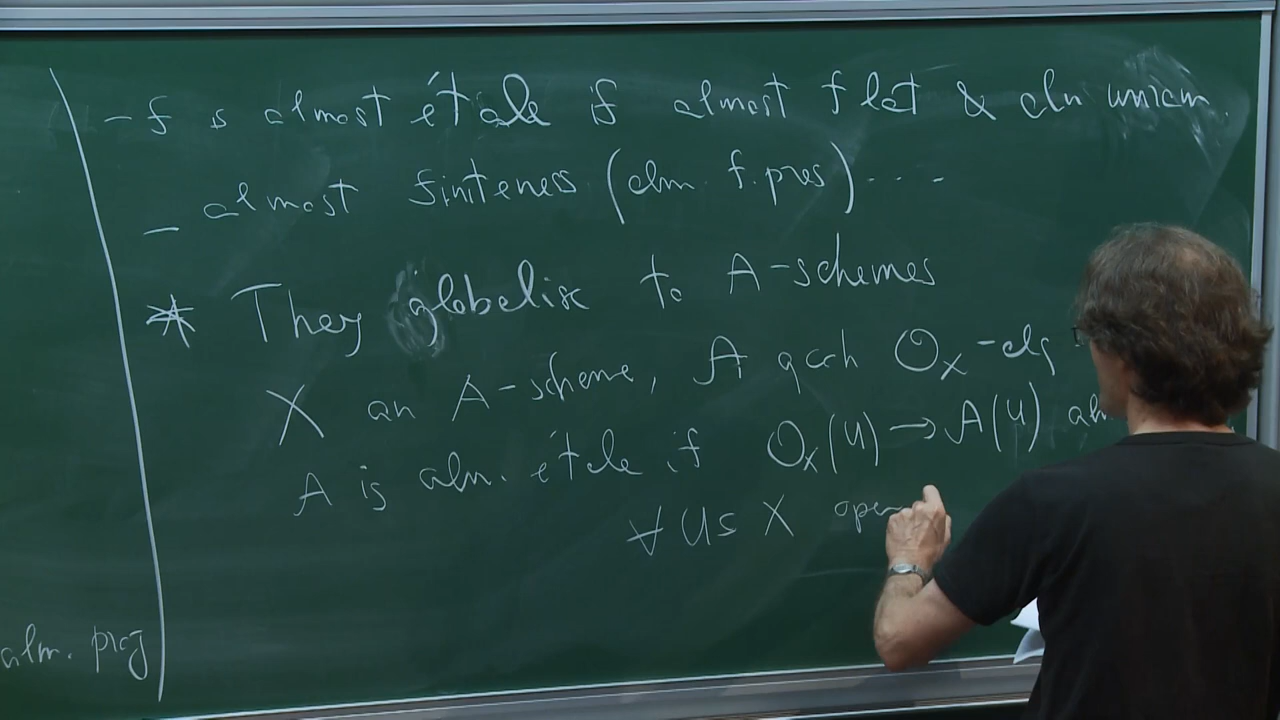 - f is almost étale if almost flat & aln unram.
- almost finiteness (alm. f.pres) ....
* They globalise to A-schemes
X an A-scheme, A qcoh O_X-alg
A is alm. étale if O_X(U) → A(U) alm
∀ U ⊆ X open
alm. proj